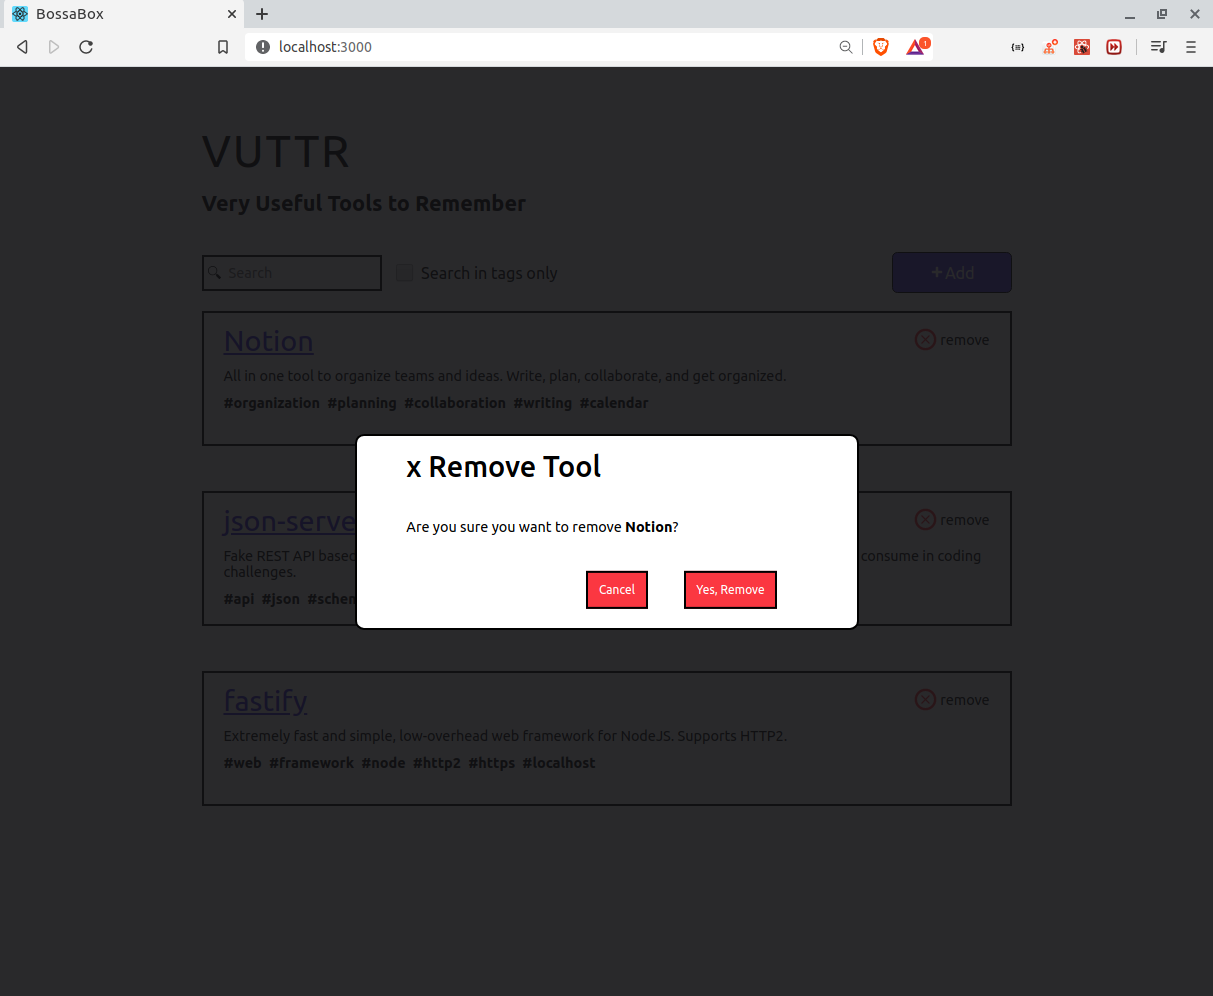 BossaBox
localhost:3000
1
VUTTR
Very Useful Tools to Remember
Search
Search in tags only
+ Add
Notion
remove
All in one tool to organize teams and ideas. Write, plan, collaborate, and get organized.
#organization #planning #collaboration #writing #calendar
x Remove Tool
Are you sure you want to remove Notion?
Cancel
Yes, Remove
json-serve
remove
Fake REST API based
consume in coding
challenges.
#api #json #schem
fastify
remove
Extremely fast and simple, low-overhead web framework for NodeJS. Supports HTTP2.
#web #framework #node #http2 #https #localhost